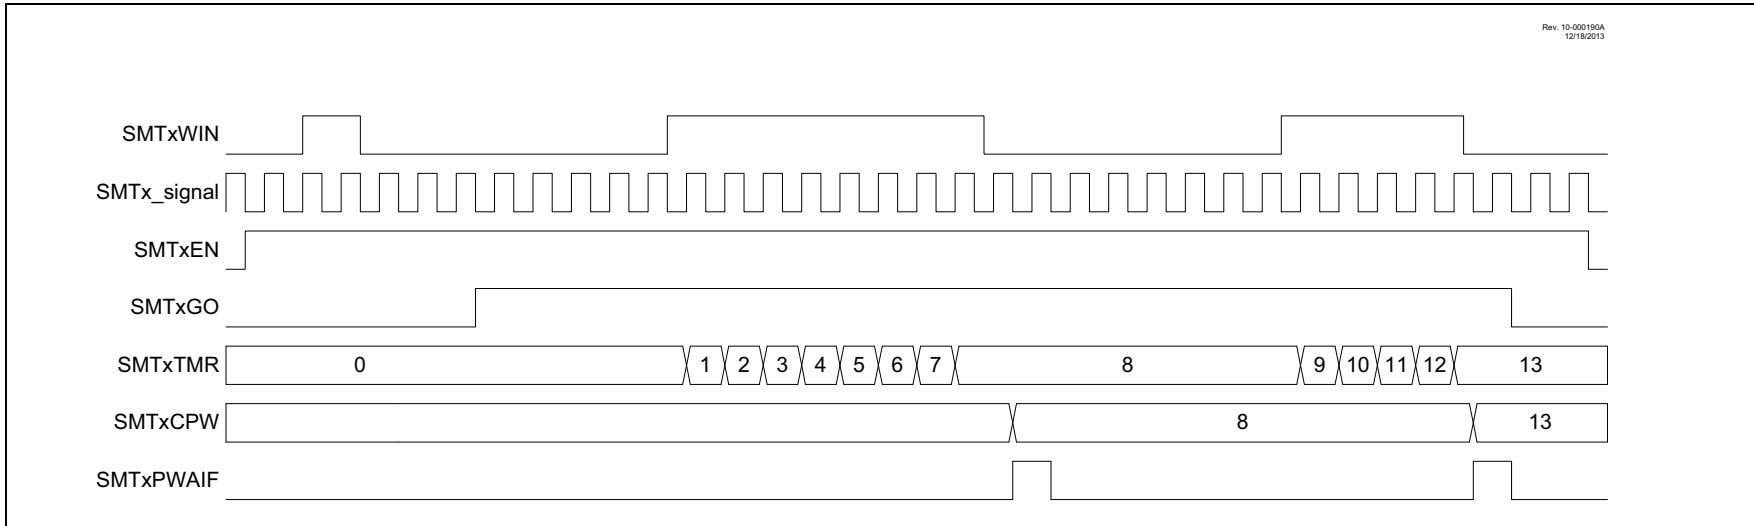 Rev. 10-000190A
12/18/2013
SMTxWIN
SMTx_signal
SMTxEN
SMTxGO
SMTxTMR 0 1 2 3 4 5 6 7 8 9 10 11 12 13
SMTxCPW 8 13
SMTxPWAIF